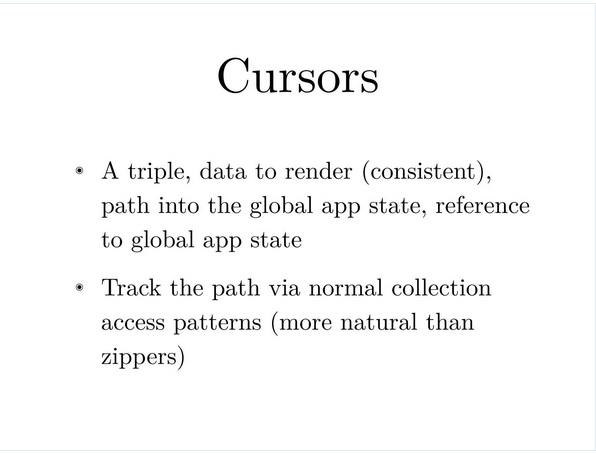 Cursors
A triple, data to render (consistent),
path into the global app state, reference
to global app state
Track the path via normal collection
access patterns (more natural than
zippers)